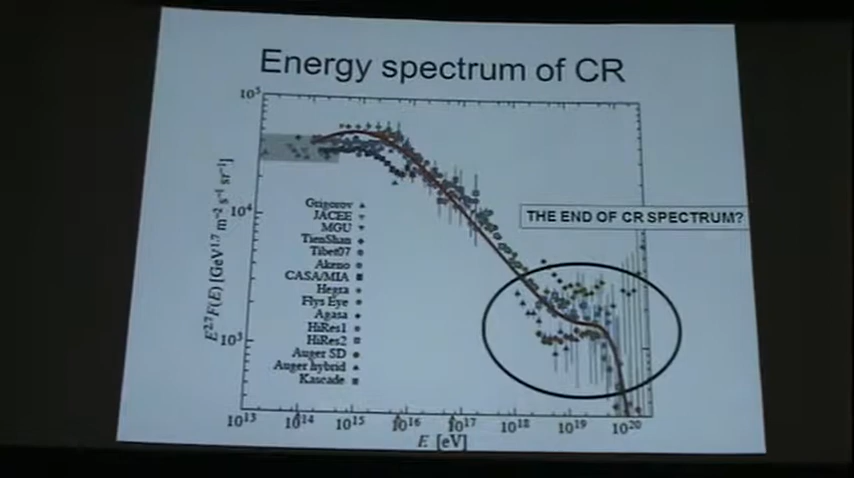 Energy spectrum of CR
10^5
10^4
10^3
E^2.7F(E) [GeV^1.7 m^-2 s^-1 sr^-1]
THE END OF CR SPECTRUM?
Grigorov
JACEE
MGU
TienShan
Tibet07
Akeno
CASA/MIA
Hegra
Flys Eye
Agasa
HiRes1
HiRes2
Auger SD
Auger hybrid
Kascade
10^13 10^14 10^15 10^16 10^17 10^18 10^19 10^20
E [eV]